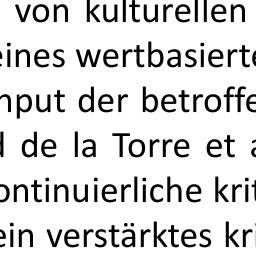 von kulturellen
eines wertbasierte
nput der betroffe
d de la Torre et a
ontinuierliche krit
ein verstärktes kri